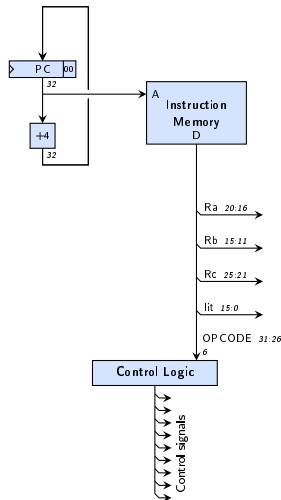 PC 00
32
A
Instruction
Memory
D
+4
32
Ra 20:16
Rb 15:11
Rc 25:21
lit 15:0
OPCODE 31:26
6
Control Logic
Control signals